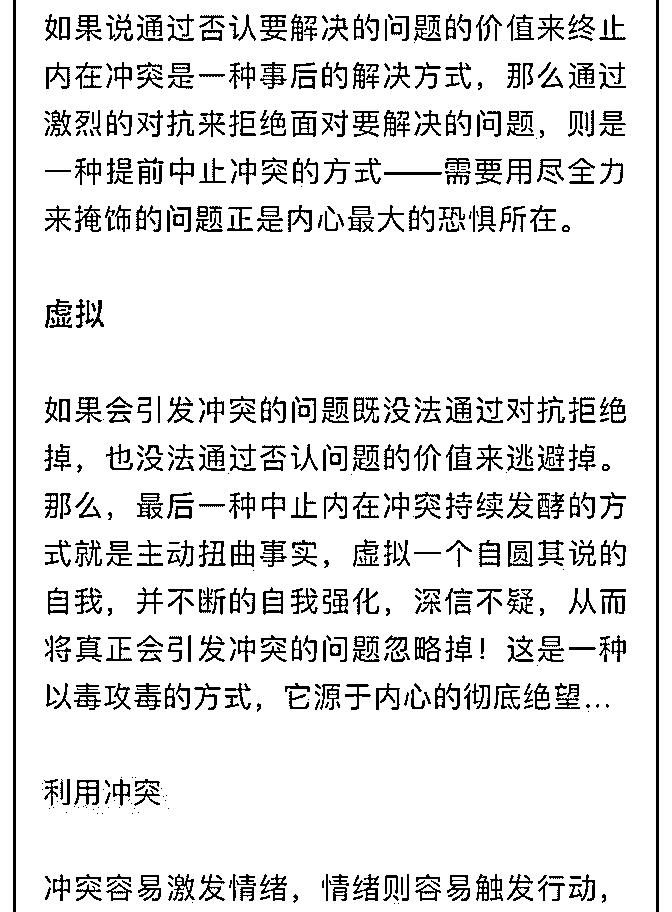 如果说通过否认要解决的问题的价值来终止
内在冲突是一种事后的解决方式，那么通过
激烈的对抗来拒绝面对要解决的问题，则是
一种提前中止冲突的方式——需要用尽全力
来掩饰的问题正是内心最大的恐惧所在。
虚拟
如果会引发冲突的问题既没法通过对抗拒绝
掉，也没法通过否认问题的价值来逃避掉。
那么，最后一种中止内在冲突持续发酵的方
式就是主动扭曲事实，虚拟一个自圆其说的
自我，并不断的自我强化，深信不疑，从而
将真正会引发冲突的问题忽略掉！这是一种
以毒攻毒的方式，它源于内心的彻底绝望...
利用冲突
冲突容易激发情绪，情绪则容易触发行动，